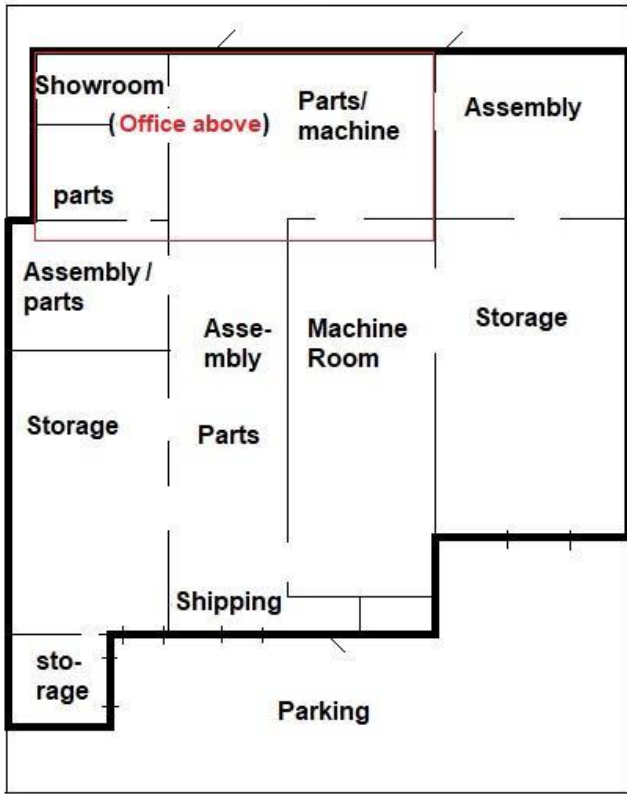 Showroom
(Office above)
Parts/
machine
Assembly
parts
Assembly /
parts
Asse-
mbly
Machine
Room
Storage
Storage
Parts
Shipping
sto-
rage
Parking